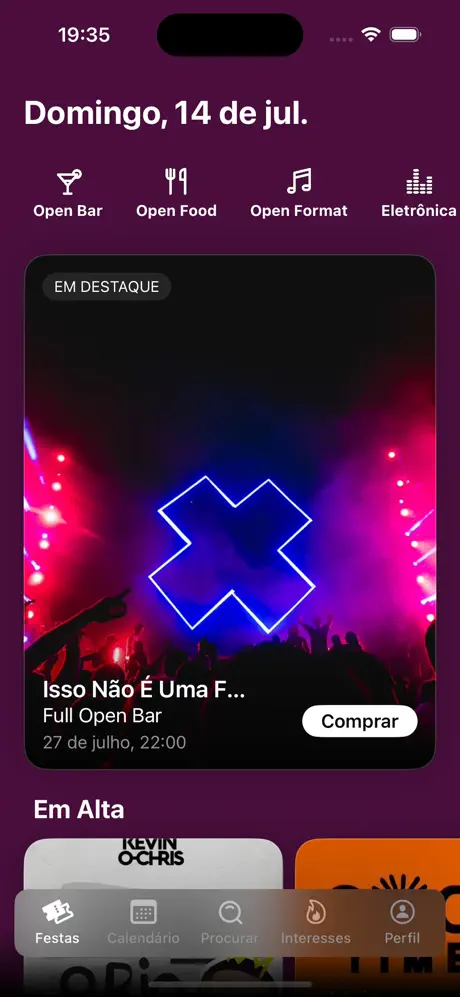 19:35
Domingo, 14 de jul.
Open Bar
Open Food
Open Format
Eletrônica
EM DESTAQUE
Isso Não É Uma F...
Full Open Bar
27 de julho, 22:00
Comprar
Em Alta
KEVIN
O-CHRIS
TIME
Festas
Calendário
Procurar
Interesses
Perfil